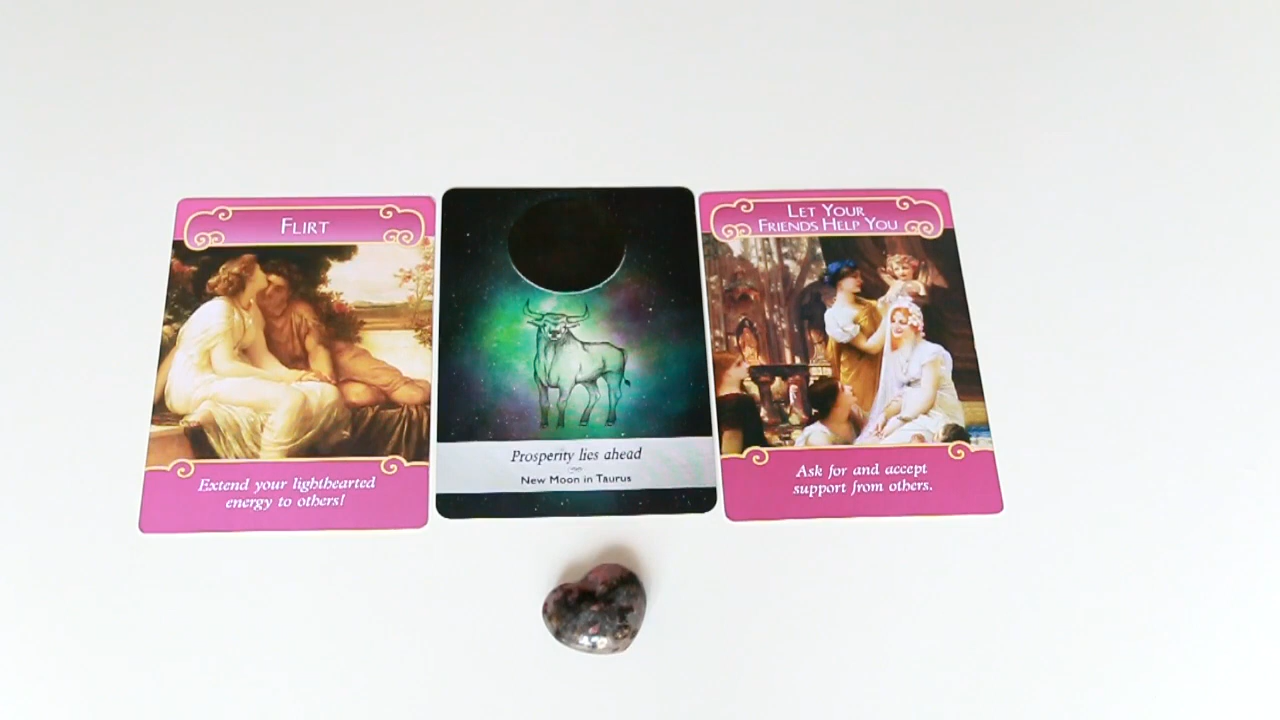 FLIRT
Extend your lighthearted
energy to others!
Prosperity lies ahead
New Moon in Taurus
LET YOUR
FRIENDS HELP YOU
Ask for and accept
support from others.